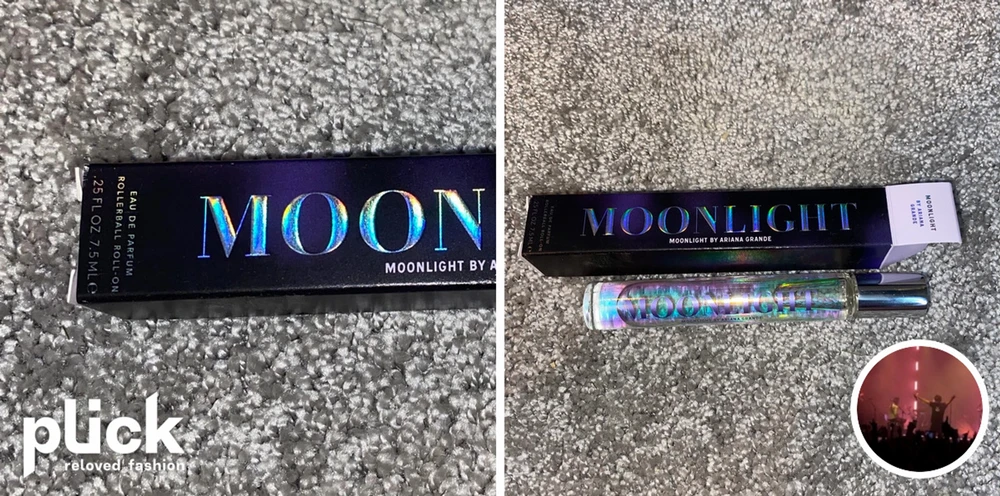 .25 FL OZ 7.5 ML e
ROLLERBALL ROLL-ON
EAU DE PARFUM
MOON
MOONLIGHT BY A
plick
reloved fashion
MOONLIGHT
MOONLIGHT BY ARIANA GRANDE
MOONLIGHT
BY ARIANA
GRANDE
MOONLIGHT